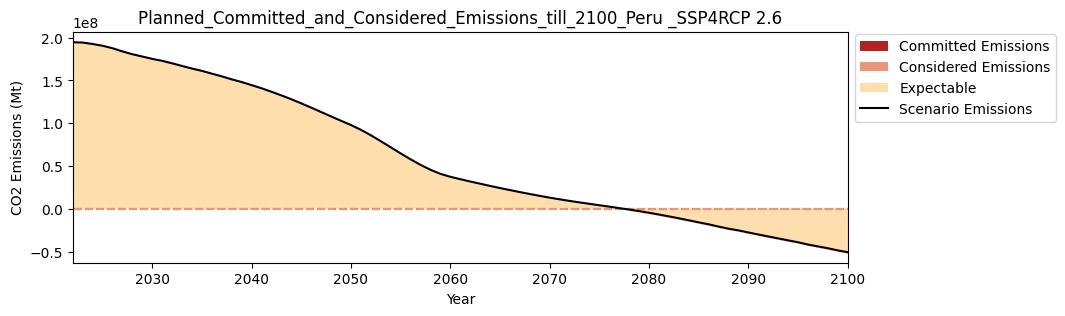 Planned_Committed_and_Considered_Emissions_till_2100_Peru _SSP4RCP 2.6
1e8
2.0
1.5
1.0
0.5
0.0
−0.5
CO2 Emissions (Mt)
2030 2040 2050 2060 2070 2080 2090 2100
Year
Committed Emissions
Considered Emissions
Expectable
Scenario Emissions